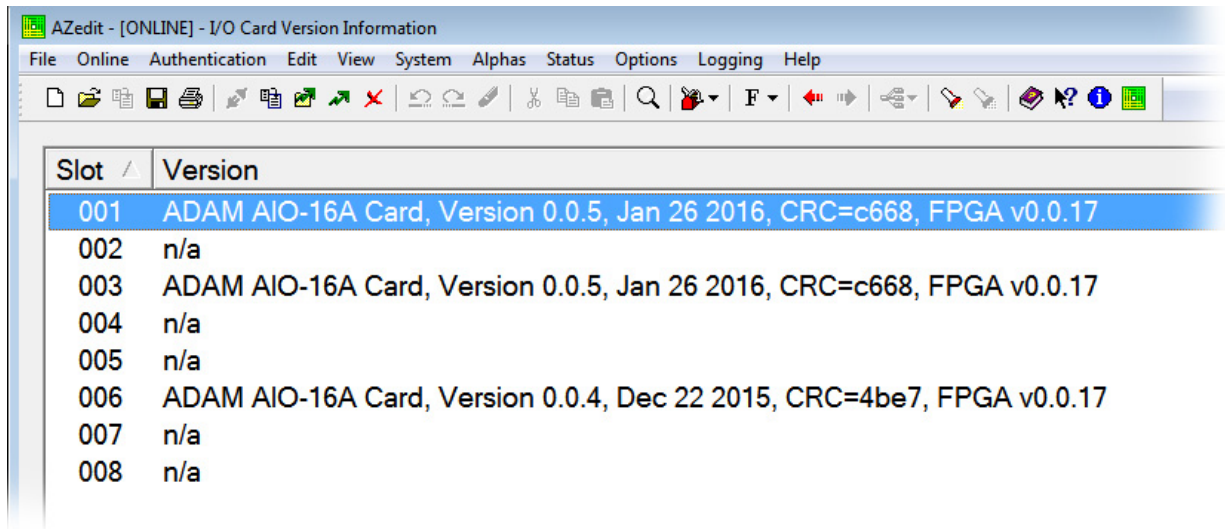 AZedit - [ONLINE] - I/O Card Version Information
File Online Authentication Edit View System Alphas Status Options Logging Help
F
Slot Version
001 ADAM AIO-16A Card, Version 0.0.5, Jan 26 2016, CRC=c668, FPGA v0.0.17
002 n/a
003 ADAM AIO-16A Card, Version 0.0.5, Jan 26 2016, CRC=c668, FPGA v0.0.17
004 n/a
005 n/a
006 ADAM AIO-16A Card, Version 0.0.4, Dec 22 2015, CRC=4be7, FPGA v0.0.17
007 n/a
008 n/a